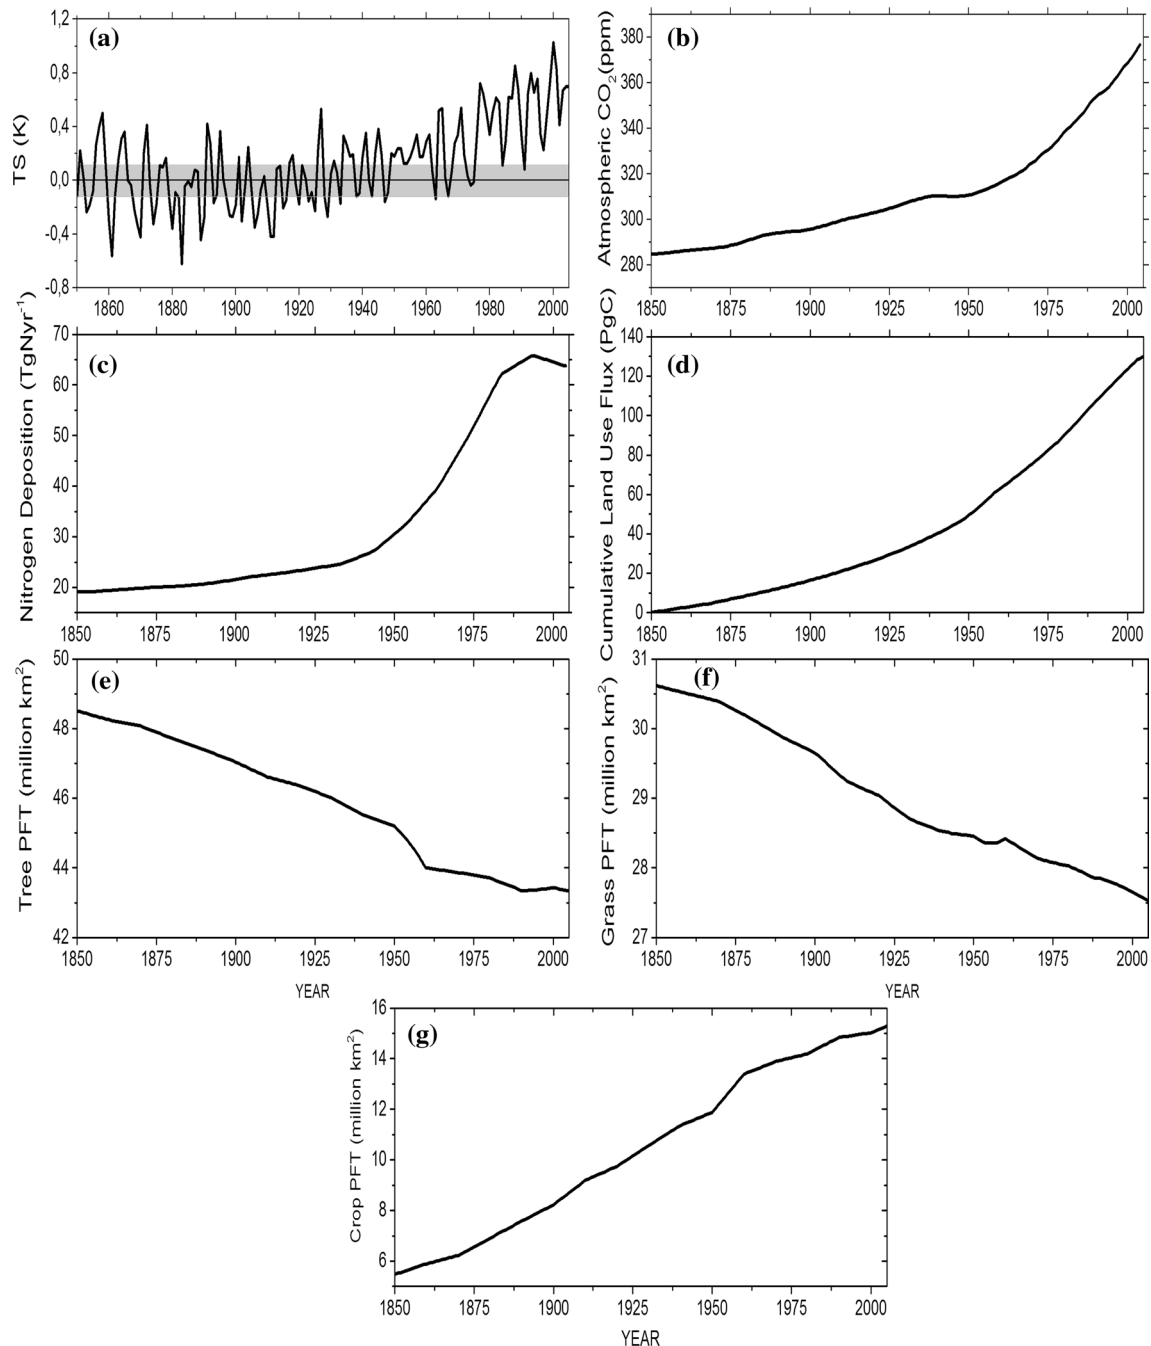 (a)
TS (K)
1,2
0,8
0,4
0,0
-0,4
-0,8
1860 1880 1900 1920 1940 1960 1980 2000
(b)
Atmospheric CO₂(ppm)
380
360
340
320
300
280
1850 1875 1900 1925 1950 1975 2000
(c)
Nitrogen Deposition (TgNyr⁻¹)
70
60
50
40
30
20
1850 1875 1900 1925 1950 1975 2000
(d)
Cumulative Land Use Flux (PgC)
140
120
100
80
60
40
20
0
1850 1875 1900 1925 1950 1975 2000
(e)
Tree PFT (million km²)
50
48
46
44
42
1850 1875 1900 1925 1950 1975 2000
YEAR
(f)
Grass PFT (million km²)
31
30
29
28
27
1850 1875 1900 1925 1950 1975 2000
YEAR
(g)
Crop PFT (million km²)
16
14
12
10
8
6
1850 1875 1900 1925 1950 1975 2000
YEAR